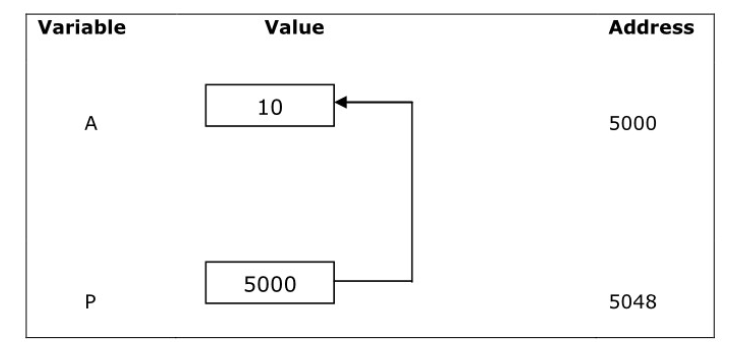 Variable Value Address
10
A 5000
5000
P 5048